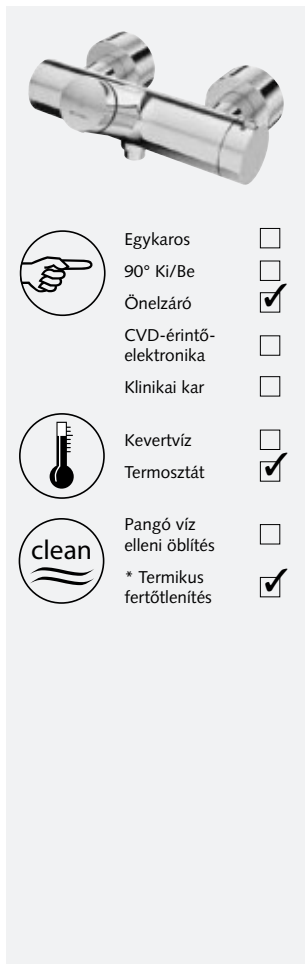 Egykaros
90° Ki/Be
Önelzáró
CVD-érintő-
elektronika
Klinikai kar
Kevertvíz
Termosztát
clean
Pangó víz
elleni öblítés
* Termikus
fertőtlenítés